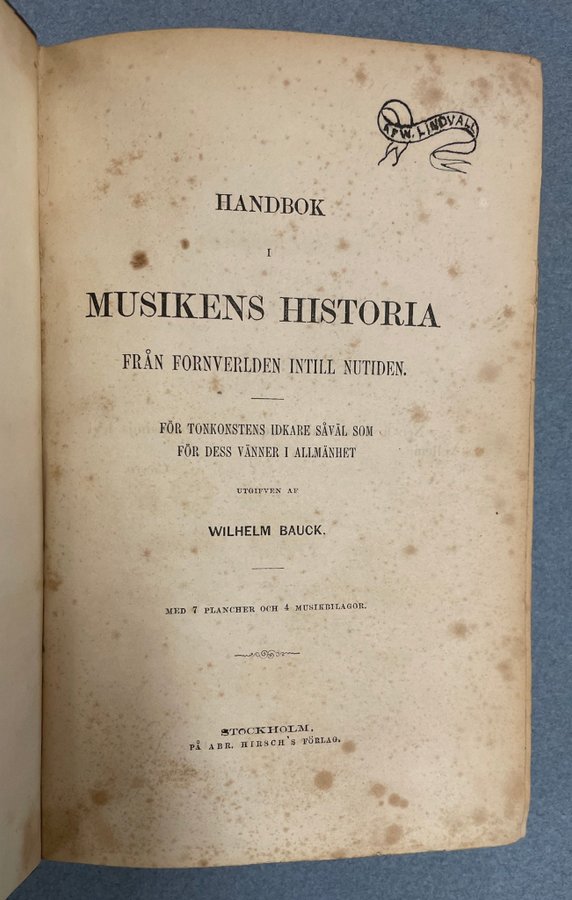 K F W. LINDVALL
HANDBOK
I
MUSIKENS HISTORIA
FRÅN FORNVERLDEN INTILL NUTIDEN.
FÖR TONKONSTENS IDKARE SÅVÄL SOM
FÖR DESS VÄNNER I ALLMÄNHET
UTGIFVEN AF
WILHELM BAUCK.
MED 7 PLANCHER OCH 4 MUSIKBILAGOR.
STOCKHOLM,
PÅ ABR. HIRSCH'S FÖRLAG.